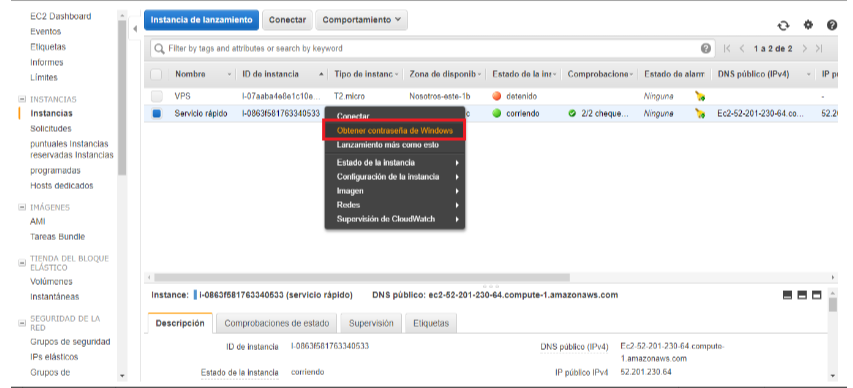 EC2 Dashboard
Eventos
Etiquetas
Informes
Límites
INSTANCIAS
Instancias
Solicitudes
puntuales Instancias
reservadas Instancias
programadas
Hosts dedicados
IMÁGENES
AMI
Tareas Bundle
TIENDA DEL BLOQUE
ELÁSTICO
Volúmenes
Instantáneas
SEGURIDAD DE LA
RED
Grupos de seguridad
IPs elásticos
Grupos de
Instancia de lanzamiento Conectar Comportamiento
Filter by tags and attributes or search by keyword
1 a 2 de 2
Nombre ID de instancia Tipo de instanc Zona de disponib Estado de la ins Comprobacione Estado de alarm DNS público (IPv4) IP
VPS T2.micro Nosotros-este-1b detenido Ninguna -
Servicio rápido I-0863f581763340533 c corriendo 2/2 cheque... Ninguna Ec2-52-201-230-64.co... 52.2
Conectar
Obtener contraseña de Windows
Lanzamiento más como esto
Estado de la instancia
Configuración de la instancia
Imagen
Redes
Supervisión de CloudWatch
Instance: I-0863f581763340533 (servicio rápido) DNS público: ec2-52-201-230-64.compute-1.amazonaws.com
Descripción Comprobaciones de estado Supervisión Etiquetas
ID de instancia I-0863f581763340533 DNS público (IPv4) Ec2-52-201-230-64 compute-
1.amazonaws.com
Estado de la instancia corriendo IP público IPv4 52.201 230.64